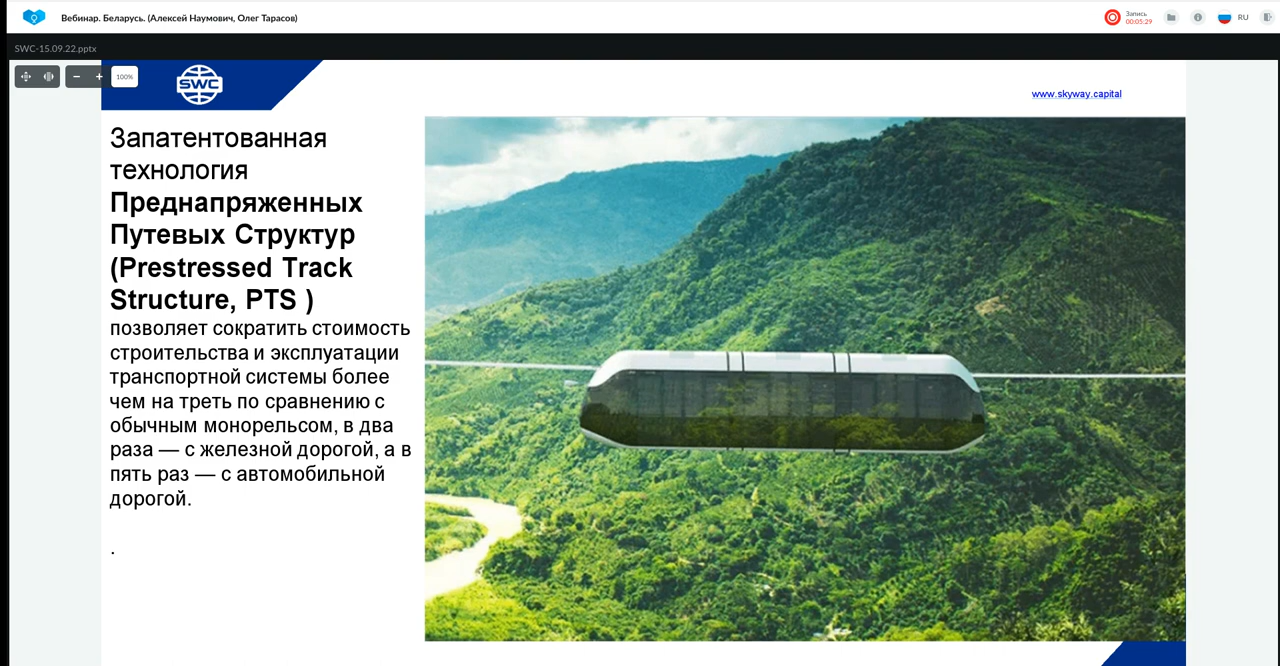 Вебинар. Беларусь. (Алексей Наумович, Олег Тарасов)
Запись
00:05:29
RU
SWC-15.09.22.pptx
100%
SWC
www.skyway.capital
Запатентованная
технология
Преднапряженных
Путевых Структур
(Prestressed Track
Structure, PTS )
позволяет сократить стоимость
строительства и эксплуатации
транспортной системы более
чем на треть по сравнению с
обычным монорельсом, в два
раза — с железной дорогой, а в
пять раз — с автомобильной
дорогой.
.